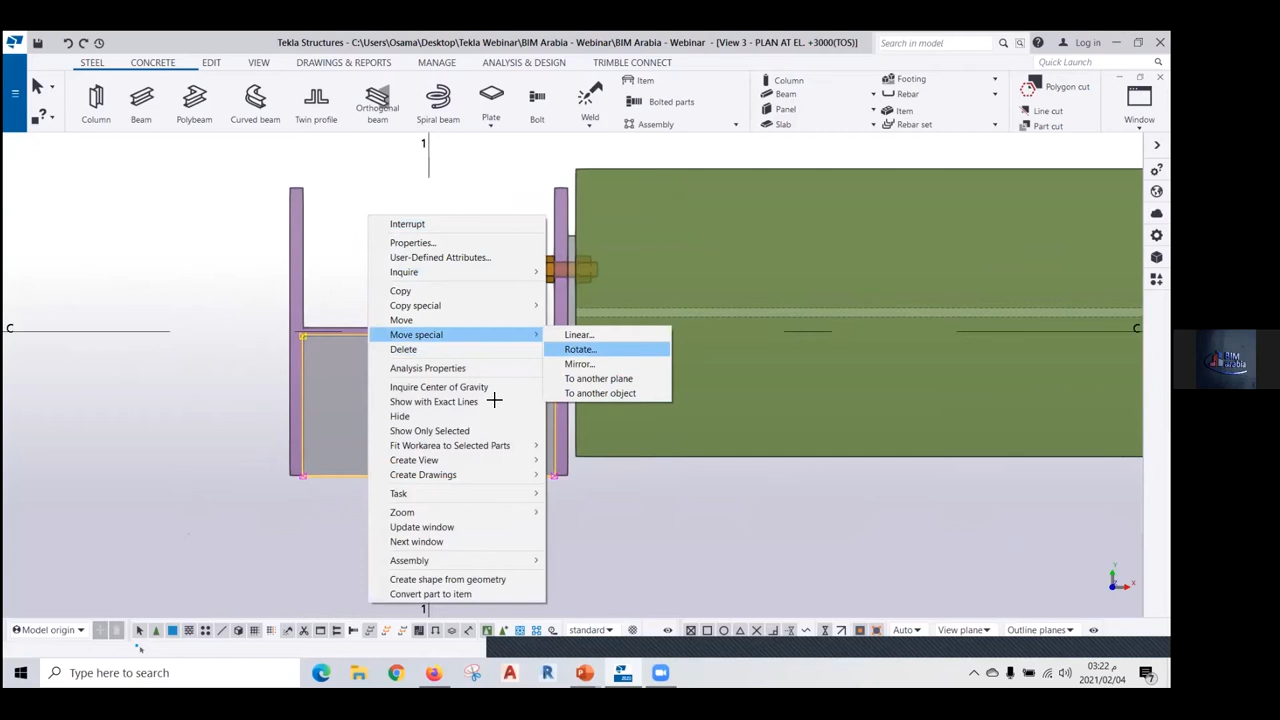 Tekla Structures - C:\Users\Osama\Desktop\Tekla Webinar\BIM Arabia - Webinar\BIM Arabia - Webinar - [View 3 - PLAN AT EL. +3000(TOS)]
Search in model
Log in
STEEL
CONCRETE
EDIT
VIEW
DRAWINGS & REPORTS
MANAGE
ANALYSIS & DESIGN
TRIMBLE CONNECT
Quick Launch
Column
Beam
Polybeam
Curved beam
Twin profile
Orthogonal
beam
Spiral beam
Plate
Bolt
Weld
Item
Bolted parts
Assembly
Column
Beam
Panel
Slab
Footing
Rebar
Item
Rebar set
Polygon cut
Line cut
Part cut
Window
1
C
C
Interrupt
Properties...
User-Defined Attributes...
Inquire
Copy
Copy special
Move
Move special
Delete
Analysis Properties
Inquire Center of Gravity
Show with Exact Lines
Hide
Show Only Selected
Fit Workarea to Selected Parts
Create View
Create Drawings
Task
Zoom
Update window
Next window
Assembly
Create shape from geometry
Convert part to item
Linear...
Rotate...
Mirror...
To another plane
To another object
1
Y
X
BIM
arabia
Model origin
standard
Auto
View plane
Outline planes
Type here to search
A
R
2021
03:22 م
2021/02/04
7